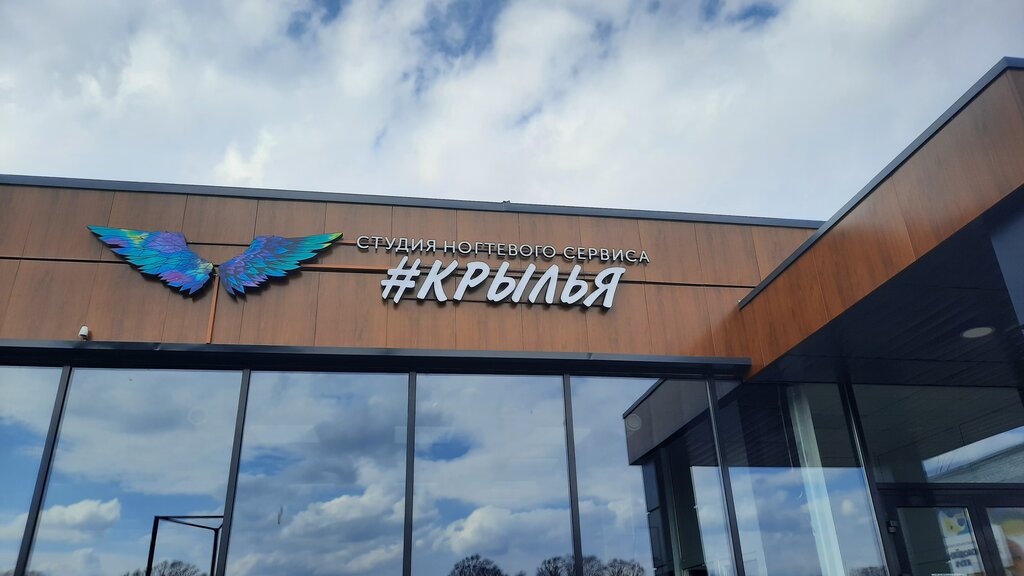 СТУДИЯ НОГТЕВОГО СЕРВИСА
#КРЫЛЬЯ